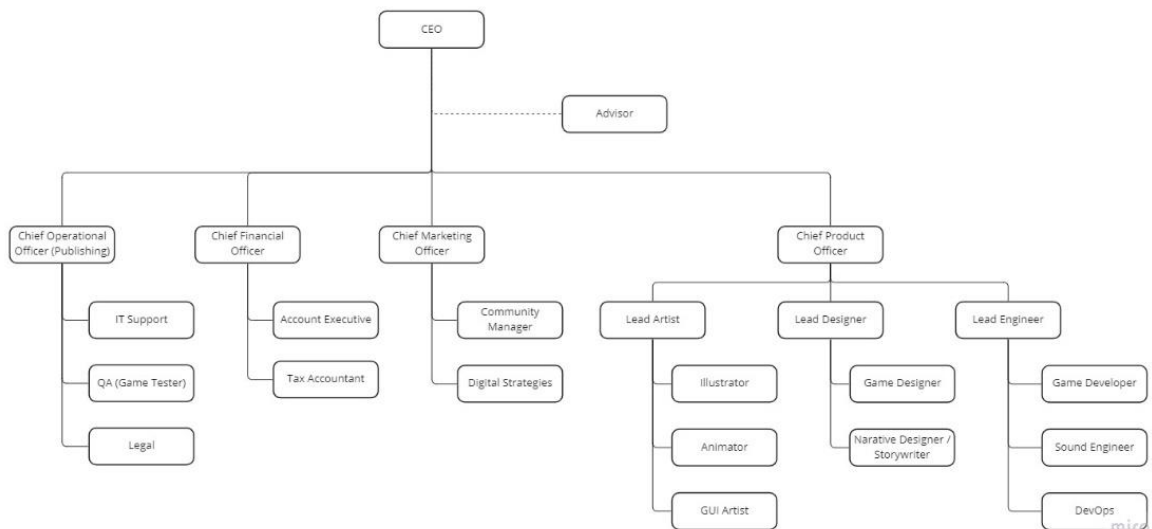 CEO
Advisor
Chief Operational
Officer (Publishing)
Chief Financial
Officer
Chief Marketing
Officer
Chief Product
Officer
IT Support
QA (Game Tester)
Legal
Account Executive
Tax Accountant
Community
Manager
Digital Strategies
Lead Artist
Illustrator
Animator
GUI Artist
Lead Designer
Game Designer
Narative Designer /
Storywriter
Lead Engineer
Game Developer
Sound Engineer
DevOps
miro